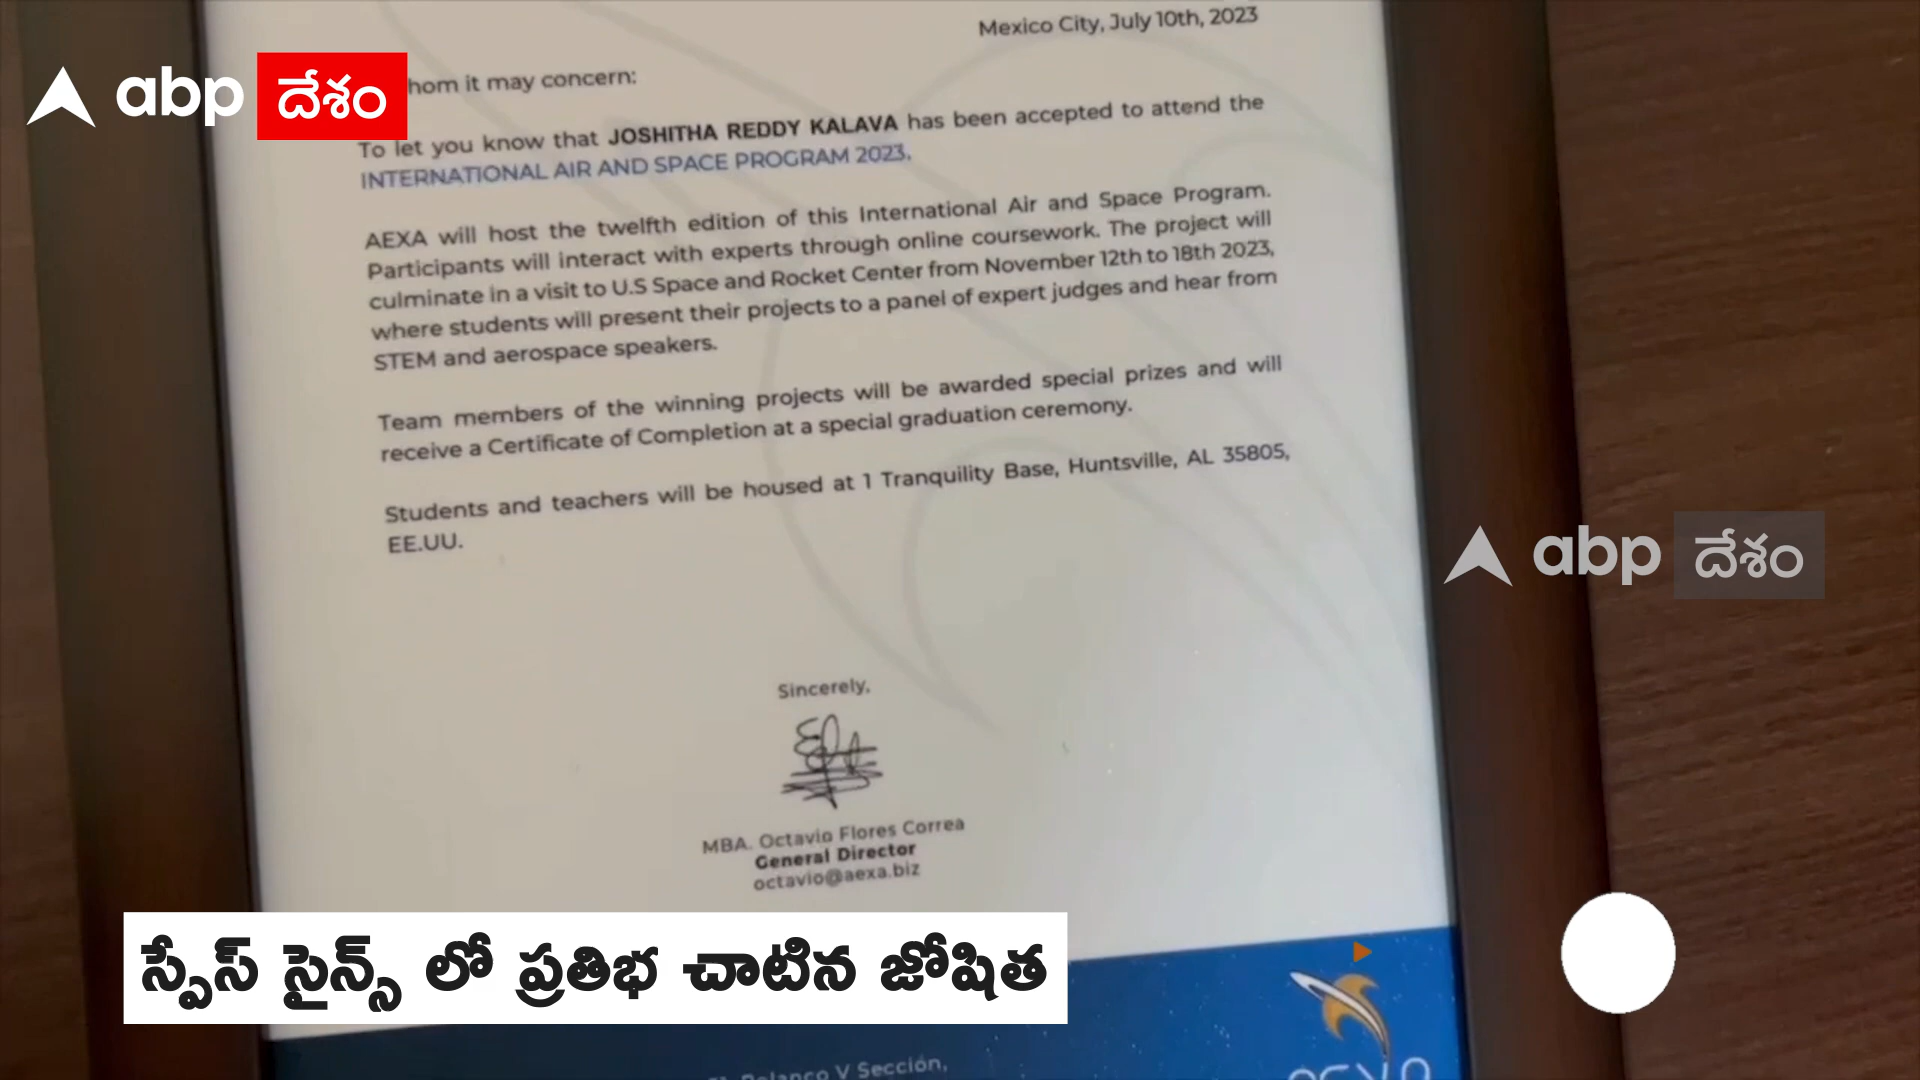 Mexico City, July 10th, 2023
abp దేశం
hom it may concern:
To let you know that JOSHITHA REDDY KALAVA has been accepted to attend the
INTERNATIONAL AIR AND SPACE PROGRAM 2023.
AEXA will host the twelfth edition of this International Air and Space Program.
Participants will interact with experts through online coursework. The project will
culminate in a visit to U.S Space and Rocket Center from November 12th to 18th 2023,
where students will present their projects to a panel of expert judges and hear from
STEM and aerospace speakers.
Team members of the winning projects will be awarded special prizes and will
receive a Certificate of Completion at a special graduation ceremony.
Students and teachers will be housed at 1 Tranquility Base, Huntsville, AL 35805,
EE.UU.
abp దేశం
Sincerely,
MBA. Octavio Flores Correa
General Director
octavio@aexa.biz
స్పేస్ సైన్స్ లో ప్రతిభ చాటిన జోషిత
Polanco V Sección,